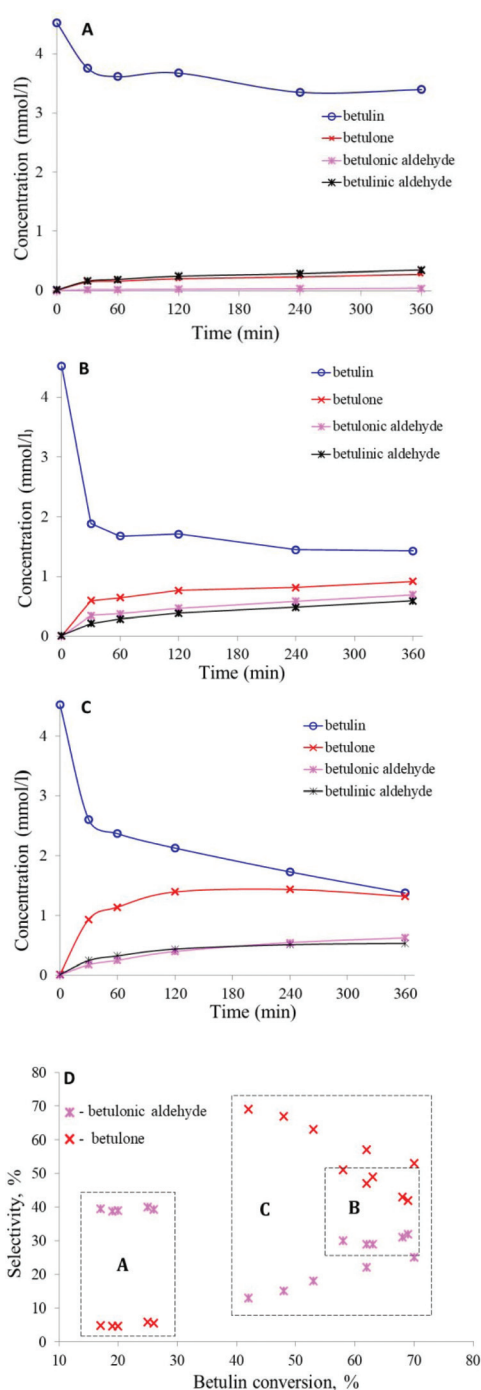 A
4
3
2
1
0
Concentration (mmol/l)
betulin
betulone
betulonic aldehyde
betulinic aldehyde
0 60 120 180 240 300 360
Time (min)
B
4
3
2
1
0
Concentration (mmol/l)
betulin
betulone
betulonic aldehyde
betulinic aldehyde
0 60 120 180 240 300 360
Time (min)
C
4
3
2
1
0
Concentration (mmol/l)
betulin
betulone
betulonic aldehyde
betulinic aldehyde
0 60 120 180 240 300 360
Time (min)
D
80
70
60
50
40
30
20
10
0
Selectivity, %
- betulonic aldehyde
- betulone
A
C
B
10 20 30 40 50 60 70 80
Betulin conversion, %